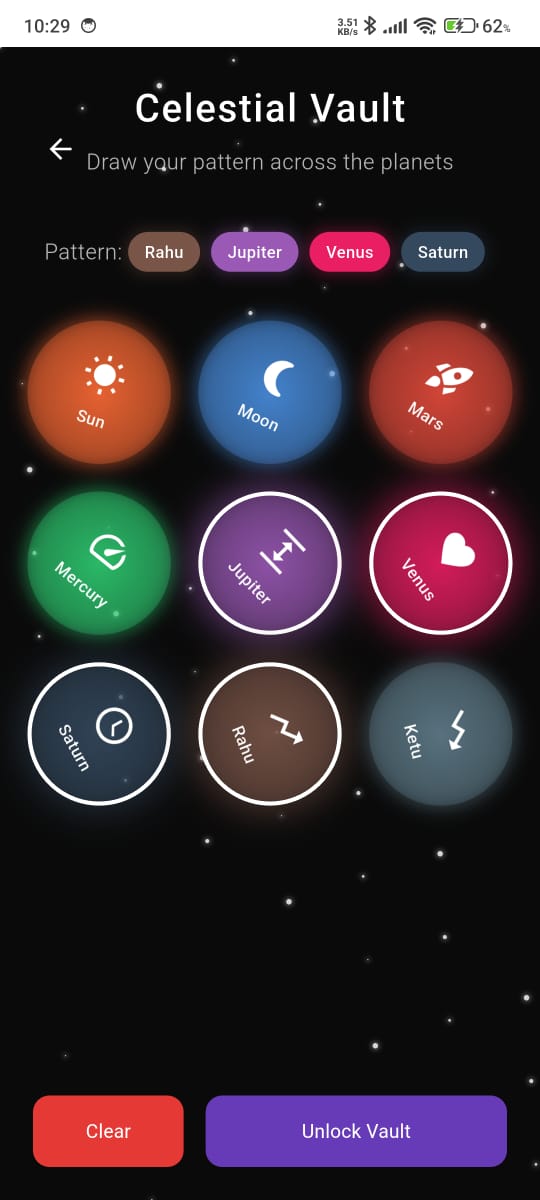 10:29 3.51 KB/s 62%
Celestial Vault
Draw your pattern across the planets
Pattern: Rahu Jupiter Venus Saturn
Sun Moon Mars
Mercury Jupiter Venus
Saturn Rahu Ketu
Clear Unlock Vault